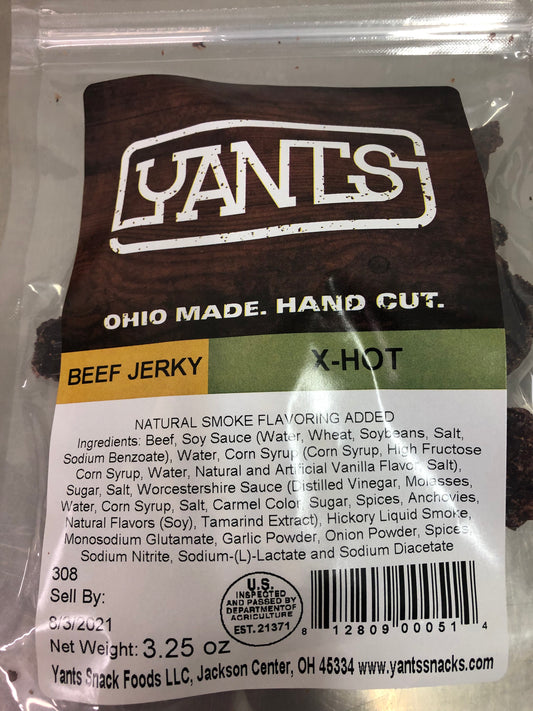 YANTS
OHIO MADE. HAND CUT.
BEEF JERKY X-HOT
NATURAL SMOKE FLAVORING ADDED
Ingredients: Beef, Soy Sauce (Water, Wheat, Soybeans, Salt,
Sodium Benzoate), Water, Corn Syrup (Corn Syrup, High Fructose
Corn Syrup, Water, Natural and Artificial Vanilla Flavor, Salt),
Sugar, Salt, Worcestershire Sauce (Distilled Vinegar, Molasses,
Water, Corn Syrup, Salt, Carmel Color, Sugar, Spices, Anchovies,
Natural Flavors (Soy), Tamarind Extract), Hickory Liquid Smoke,
Monosodium Glutamate, Garlic Powder, Onion Powder, Spices,
Sodium Nitrite, Sodium-(L)-Lactate and Sodium Diacetate
308
Sell By:
8/3/2021
Net Weight: 3.25 oz
U.S.
INSPECTED
AND PASSED BY
DEPARTMENT OF
AGRICULTURE
EST. 21371
8 12809 00051 4
Yants Snack Foods LLC, Jackson Center, OH 45334 www.yantssnacks.com